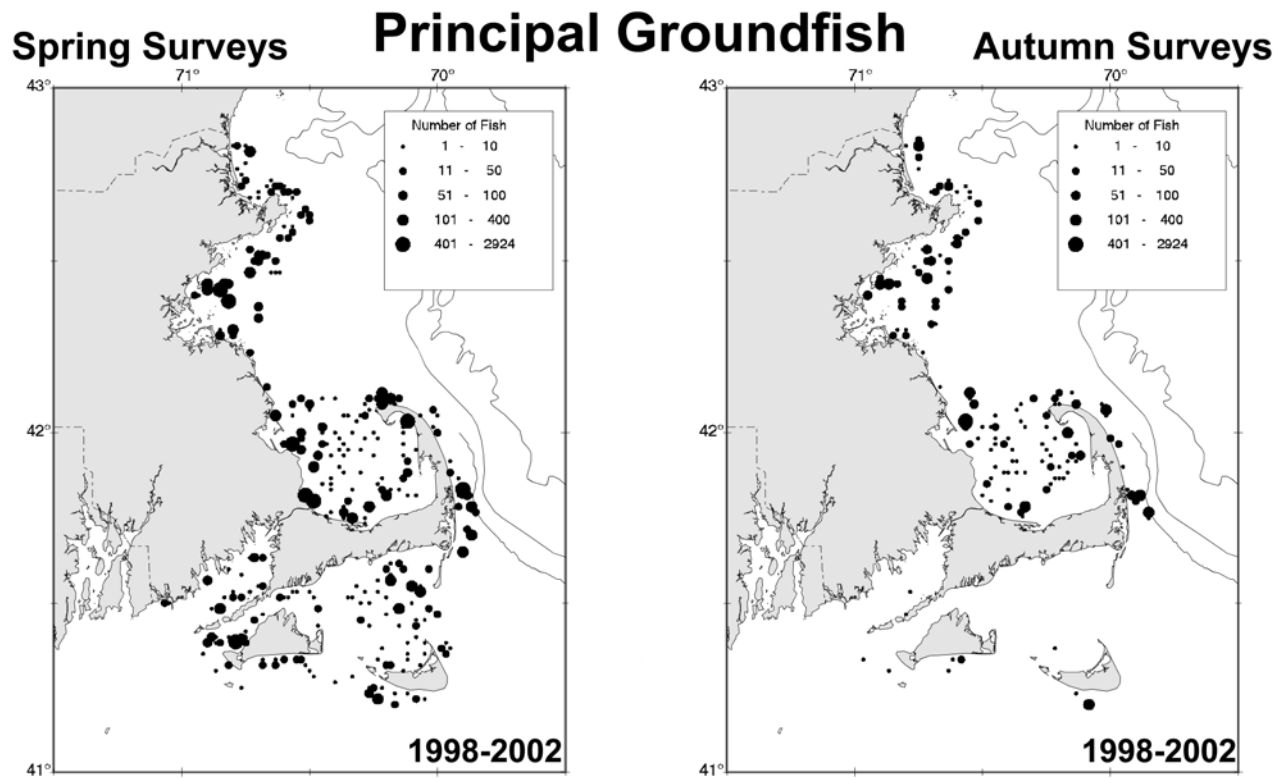 Principal Groundfish
Spring Surveys
71° 70°
43°
Number of Fish
1 - 10
11 - 50
51 - 100
101 - 400
401 - 2924
42°
41°
1998-2002
Autumn Surveys
71° 70°
Number of Fish
1 - 10
11 - 50
51 - 100
101 - 400
401 - 2924
43°
42°
41°
1998-2002